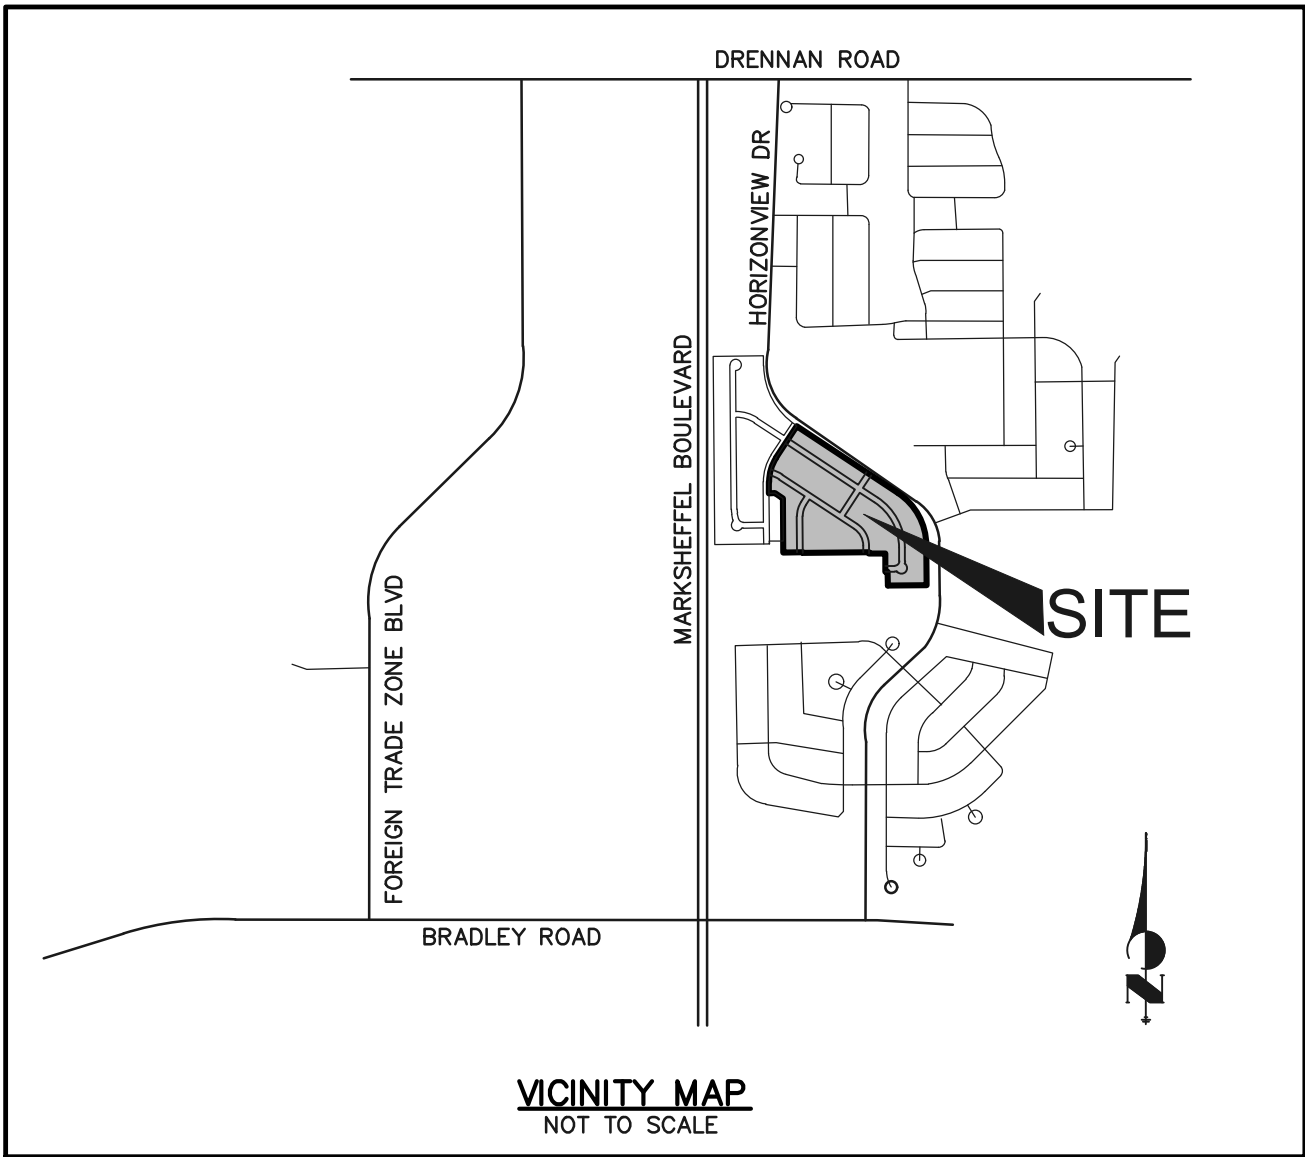 DRENNAN ROAD
HORIZONVIEW DR
MARKSHEFFEL BOULEVARD
SITE
FOREIGN TRADE ZONE BLVD
BRADLEY ROAD
N
VICINITY MAP
NOT TO SCALE